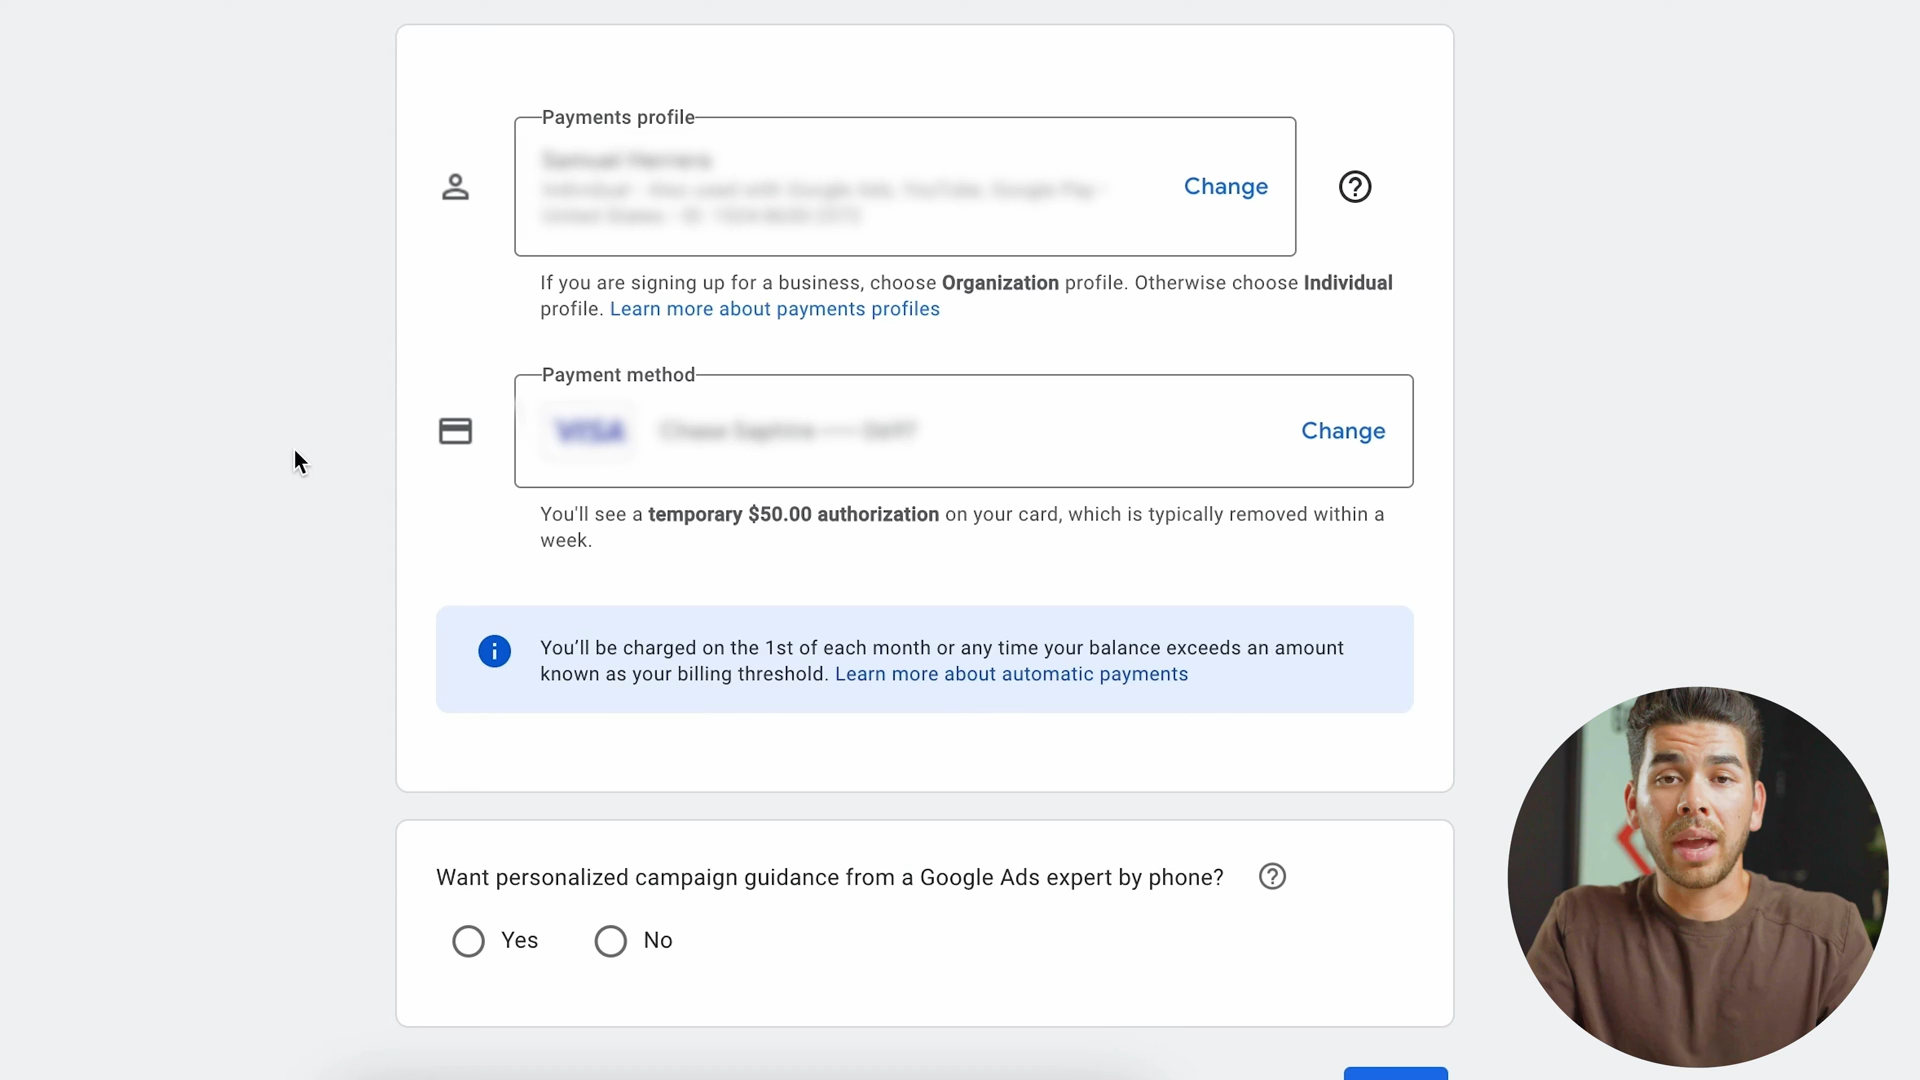 Payments profile
Change
If you are signing up for a business, choose Organization profile. Otherwise choose Individual
profile. Learn more about payments profiles
Payment method
VISA
Change
You'll see a temporary $50.00 authorization on your card, which is typically removed within a
week.
You’ll be charged on the 1st of each month or any time your balance exceeds an amount
known as your billing threshold. Learn more about automatic payments
Want personalized campaign guidance from a Google Ads expert by phone?
Yes No